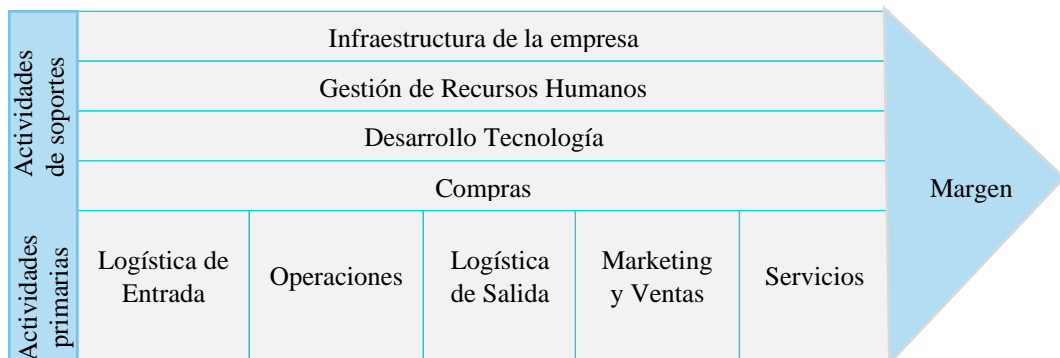 Actividades
de soportes
Infraestructura de la empresa
Gestión de Recursos Humanos
Desarrollo Tecnología
Compras
Margen
Actividades
primarias
Logística de
Entrada
Operaciones
Logística
de Salida
Marketing
y Ventas
Servicios